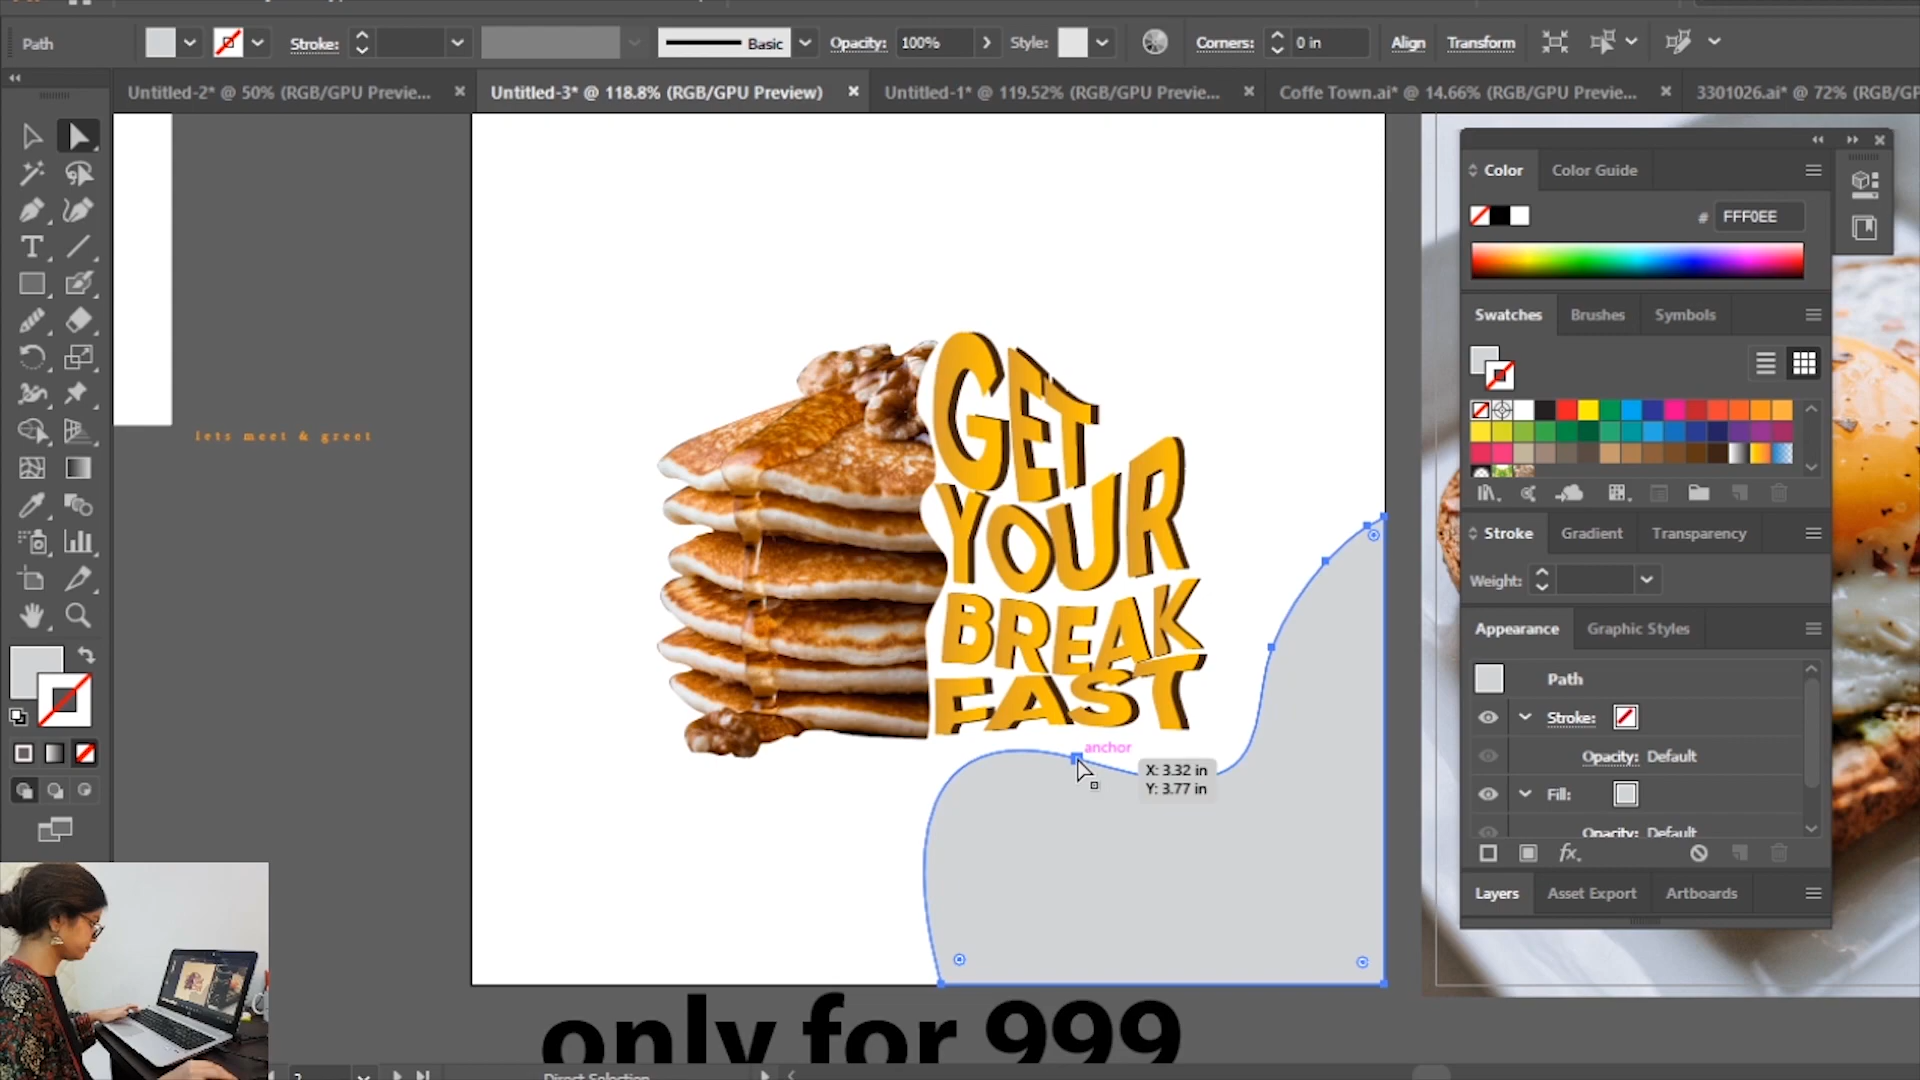 Path
Stroke:
Basic
Opacity: 100%
Style:
Corners: 0 in
Align
Transform
Untitled-2* @ 50% (RGB/GPU Previe...
Untitled-3* @ 118.8% (RGB/GPU Preview)
Untitled-1* @ 119.52% (RGB/GPU Previe...
Coffe Town.ai* @ 14.66% (RGB/GPU Previe...
3301026.ai* @ 72% (RGB/GP
lets meet & greet
GET
YOUR
BREAK
FAST
anchor
X: 3.32 in
Y: 3.77 in
only for 999
Color
Color Guide
# FFF0EE
Swatches
Brushes
Symbols
Stroke
Gradient
Transparency
Weight:
Appearance
Graphic Styles
Path
Stroke:
Opacity: Default
Fill:
Opacity: Default
fx.
Layers
Asset Export
Artboards
2
Direct Selection